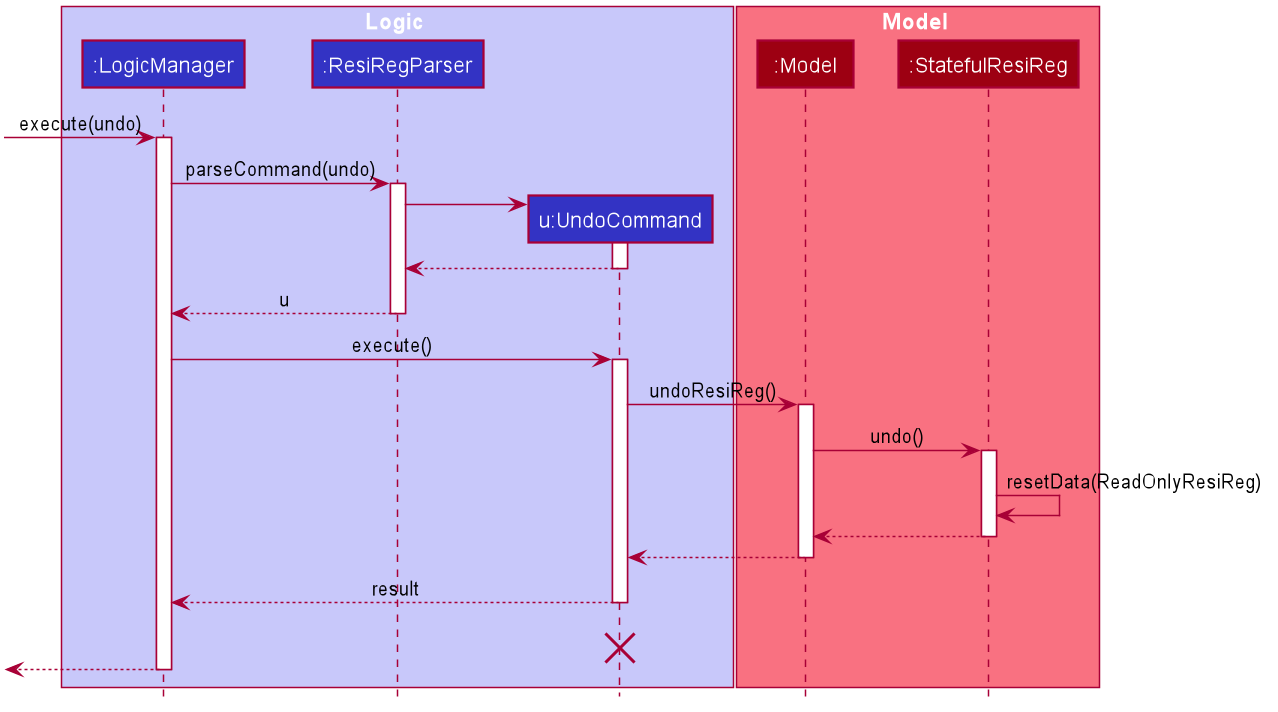 Logic
Model
:LogicManager
:ResiRegParser
:Model
:StatefulResiReg
execute(undo)
parseCommand(undo)
u:UndoCommand
u
execute()
undoResiReg()
undo()
resetData(ReadOnlyResiReg)
result